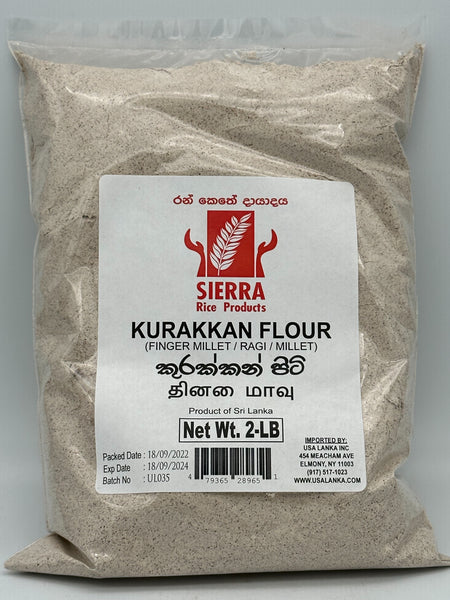 රන් කෙතේ දායාදය
SIERRA
Rice Products
KURAKKAN FLOUR
(FINGER MILLET / RAGI / MILLET)
කුරක්කන් පිටි
தினை மாவு
Product of Sri Lanka
Net Wt. 2-LB
Packed Date : 18/09/2022
Exp Date : 18/09/2024
Batch No : UL035
4 79365 28965 1
IMPORTED BY:
USA LANKA INC
454 MEACHAM AVE
ELMONY, NY 11003
(917) 517-1023
WWW.USALANKA.COM